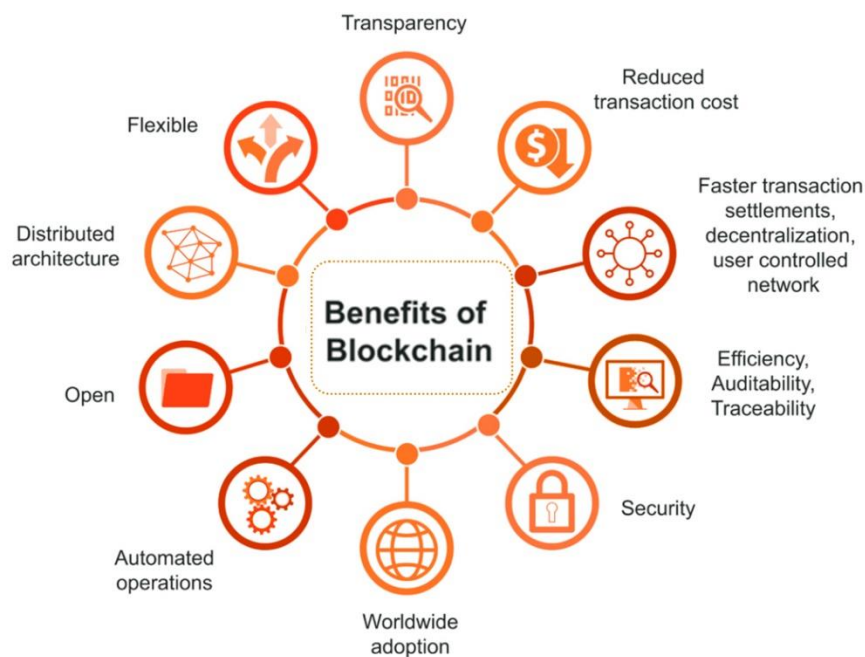 Transparency
Reduced
transaction cost
Faster transaction
settlements,
decentralization,
user controlled
network
Efficiency,
Auditability,
Traceability
Security
Worldwide
adoption
Automated
operations
Open
Distributed
architecture
Flexible
Benefits of
Blockchain
ID
$